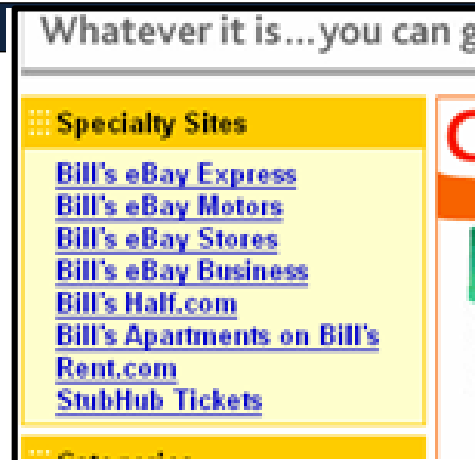 Whatever it is...you can g
Specialty Sites
Bill's eBay Express
Bill's eBay Motors
Bill's eBay Stores
Bill's eBay Business
Bill's Half.com
Bill's Apartments on Bill's
Rent.com
StubHub Tickets